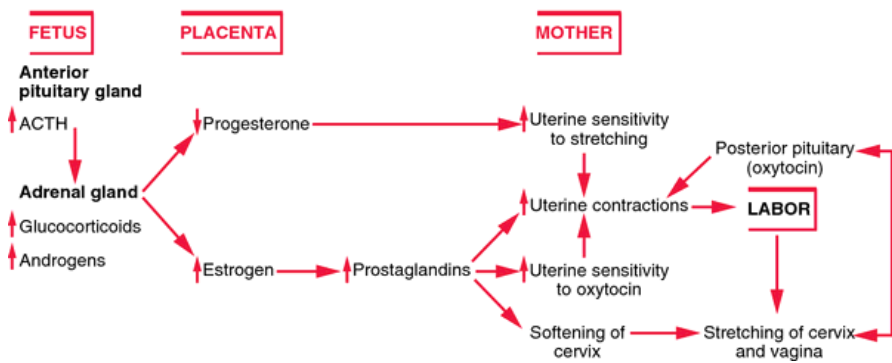 FETUS
PLACENTA
MOTHER
Anterior
pituitary gland
ACTH
Progesterone
Uterine sensitivity
to stretching
Posterior pituitary
(oxytocin)
Adrenal gland
Glucocorticoids
Androgens
Uterine contractions
LABOR
Estrogen
Prostaglandins
Uterine sensitivity
to oxytocin
Softening of
cervix
Stretching of cervix
and vagina